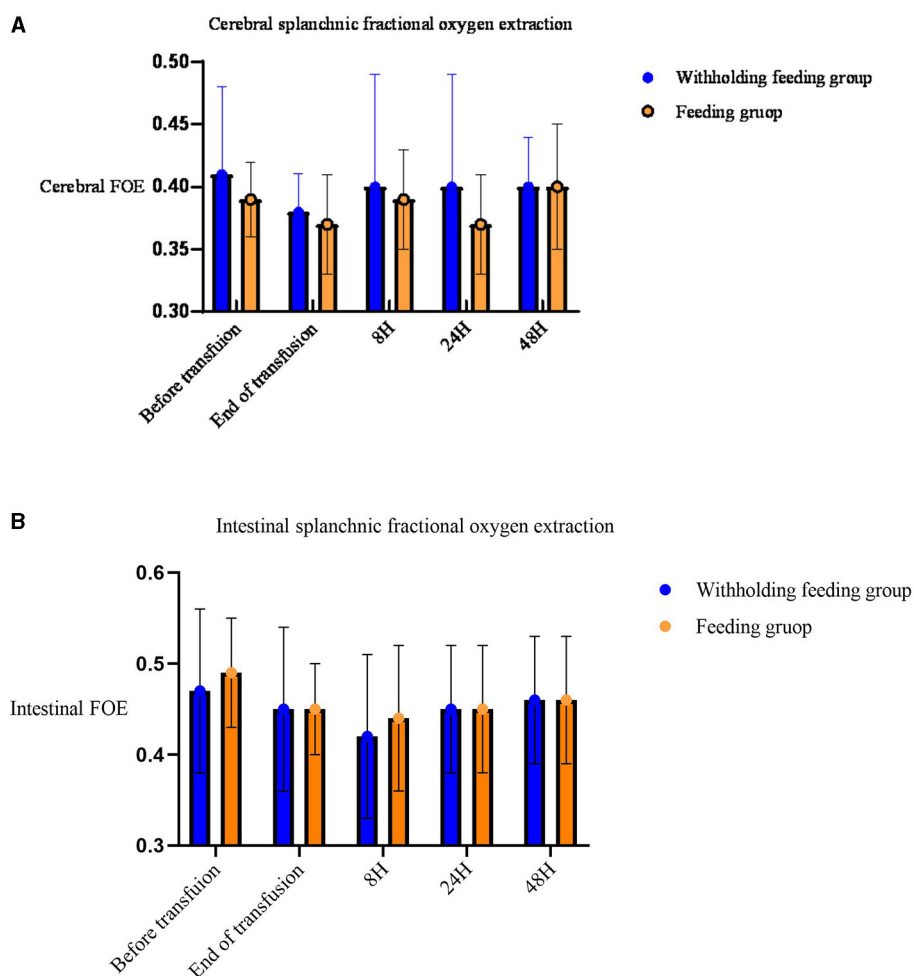 A
Cerebral splanchnic fractional oxygen extraction
Withholding feeding group
Feeding gruop
Cerebral FOE
0.50
0.45
0.40
0.35
0.30
Before transfuion
End of transfusion
8H
24H
48H
B
Intestinal splanchnic fractional oxygen extraction
Withholding feeding group
Feeding gruop
Intestinal FOE
0.6
0.5
0.4
0.3
Before transfuion
End of transfusion
8H
24H
48H